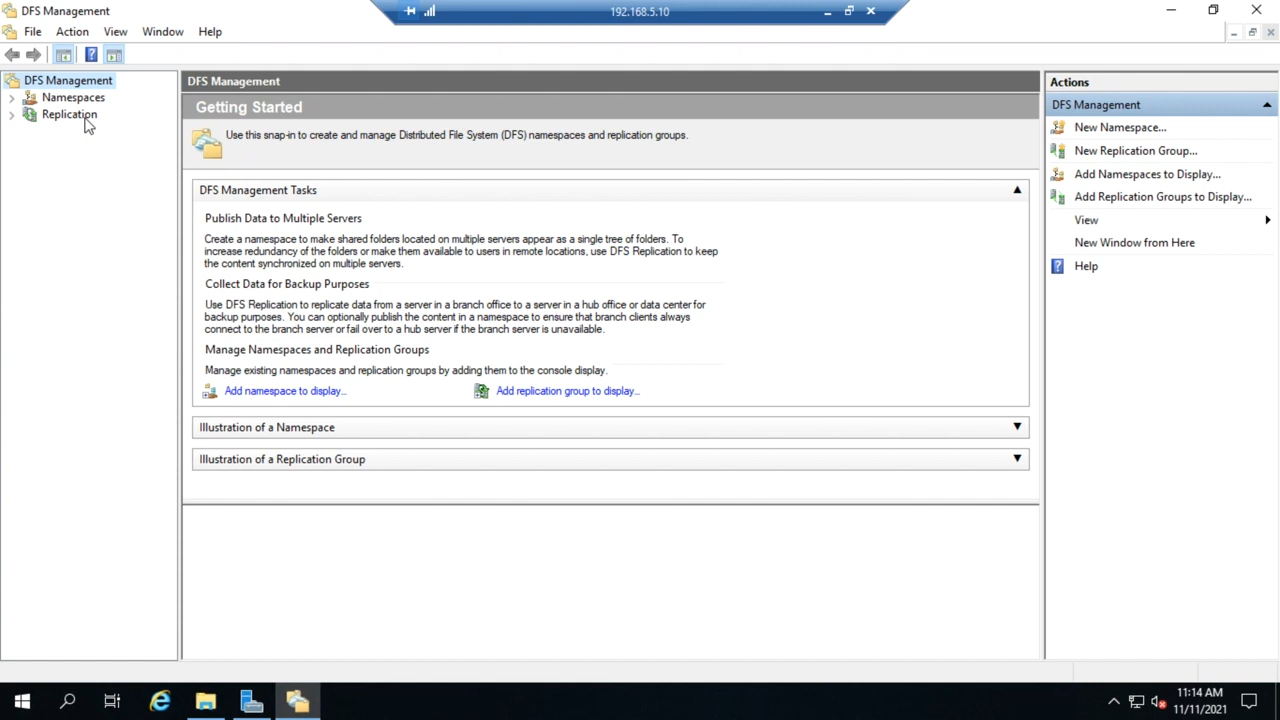 DFS Management
192.168.5.10
File Action View Window Help
DFS Management
Namespaces
Replication
DFS Management
Getting Started
Use this snap-in to create and manage Distributed File System (DFS) namespaces and replication groups.
DFS Management Tasks
Publish Data to Multiple Servers
Create a namespace to make shared folders located on multiple servers appear as a single tree of folders. To
increase redundancy of the folders or make them available to users in remote locations, use DFS Replication to keep
the content synchronized on multiple servers.
Collect Data for Backup Purposes
Use DFS Replication to replicate data from a server in a branch office to a server in a hub office or data center for
backup purposes. You can optionally publish the content in a namespace to ensure that branch clients always
connect to the branch server or fail over to a hub server if the branch server is unavailable.
Manage Namespaces and Replication Groups
Manage existing namespaces and replication groups by adding them to the console display.
Add namespace to display...
Add replication group to display...
Illustration of a Namespace
Illustration of a Replication Group
Actions
DFS Management
New Namespace...
New Replication Group...
Add Namespaces to Display...
Add Replication Groups to Display...
View
New Window from Here
Help
11:14 AM
11/11/2021